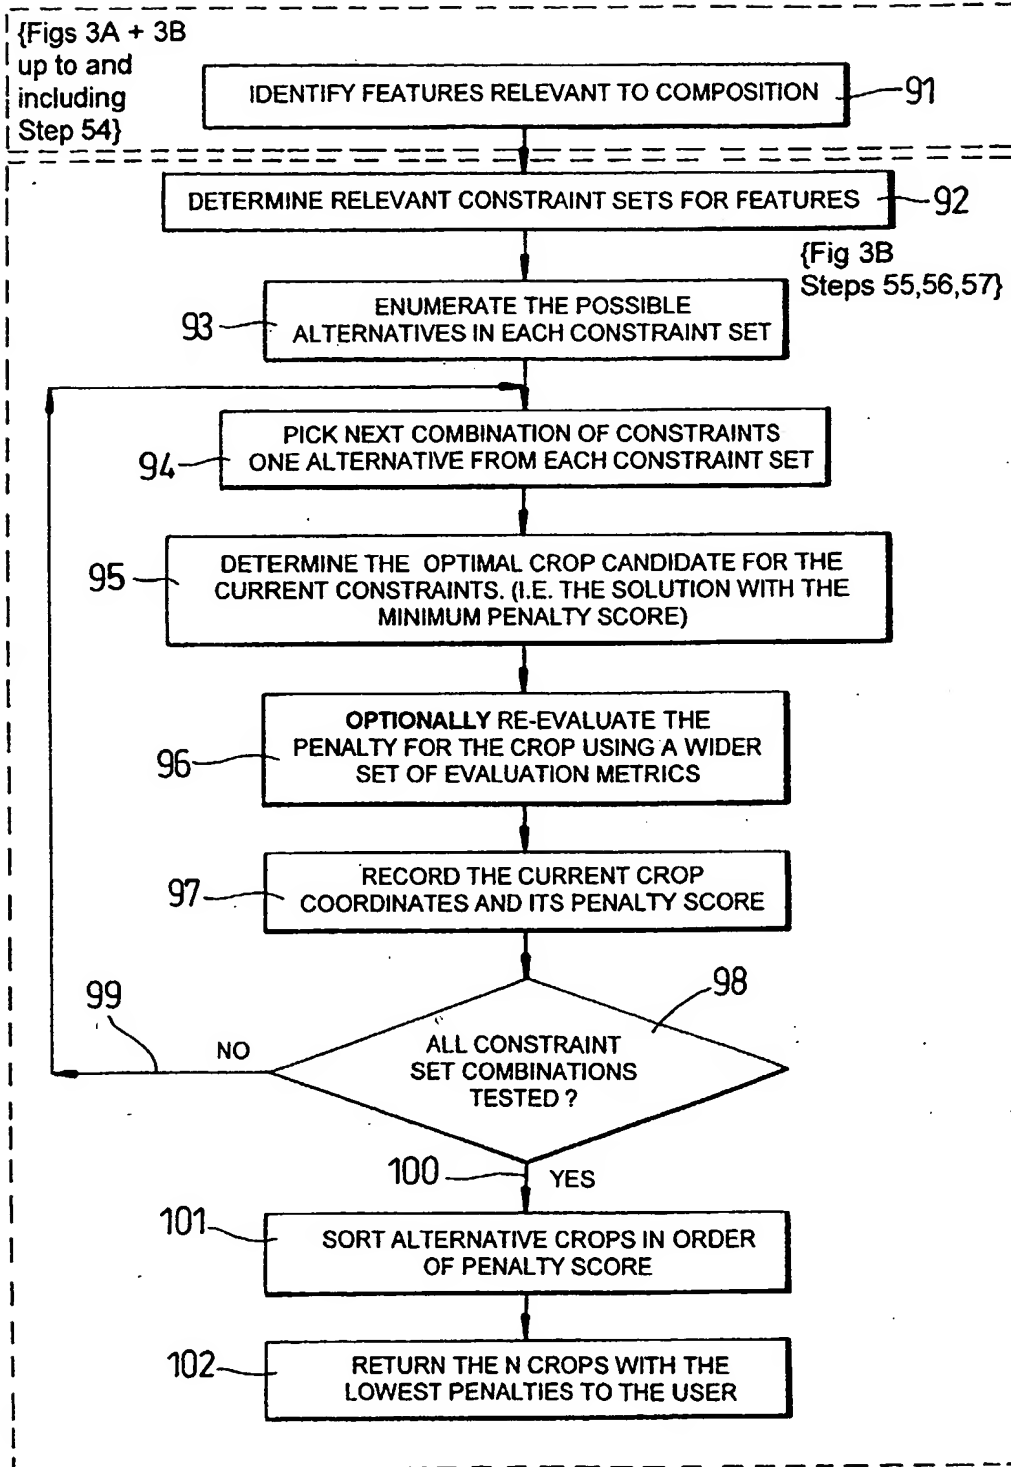 {Figs 3A + 3B
up to and
including
Step 54}
IDENTIFY FEATURES RELEVANT TO COMPOSITION
91
DETERMINE RELEVANT CONSTRAINT SETS FOR FEATURES
92
{Fig 3B
Steps 55,56,57}
93
ENUMERATE THE POSSIBLE
ALTERNATIVES IN EACH CONSTRAINT SET
94
PICK NEXT COMBINATION OF CONSTRAINTS
ONE ALTERNATIVE FROM EACH CONSTRAINT SET
95
DETERMINE THE OPTIMAL CROP CANDIDATE FOR THE
CURRENT CONSTRAINTS. (I.E. THE SOLUTION WITH THE
MINIMUM PENALTY SCORE)
96
OPTIONALLY RE-EVALUATE THE
PENALTY FOR THE CROP USING A WIDER
SET OF EVALUATION METRICS
97
RECORD THE CURRENT CROP
COORDINATES AND ITS PENALTY SCORE
98
99
NO
ALL CONSTRAINT
SET COMBINATIONS
TESTED ?
100
YES
101
SORT ALTERNATIVE CROPS IN ORDER
OF PENALTY SCORE
102
RETURN THE N CROPS WITH THE
LOWEST PENALTIES TO THE USER